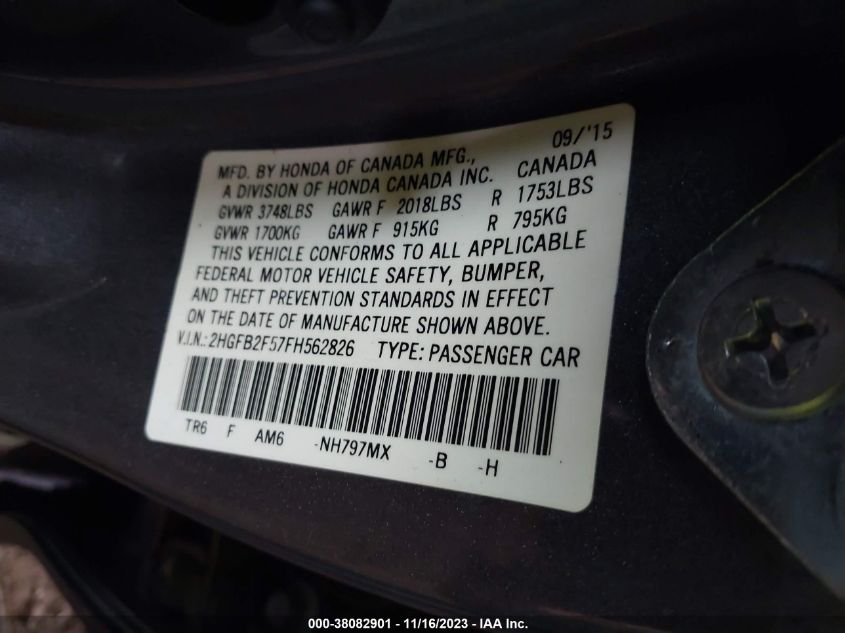 09/'15
MFD. BY HONDA OF CANADA MFG.,
A DIVISION OF HONDA CANADA INC. CANADA
GVWR 3748LBS GAWR F 2018LBS R 1753LBS
GVWR 1700KG GAWR F 915KG R 795KG
THIS VEHICLE CONFORMS TO ALL APPLICABLE
FEDERAL MOTOR VEHICLE SAFETY, BUMPER,
AND THEFT PREVENTION STANDARDS IN EFFECT
ON THE DATE OF MANUFACTURE SHOWN ABOVE.
V.I.N.: 2HGFB2F57FH562826 TYPE: PASSENGER CAR
TR6 F AM6 -NH797MX -B -H
000-38082901 - 11/16/2023 - IAA Inc.